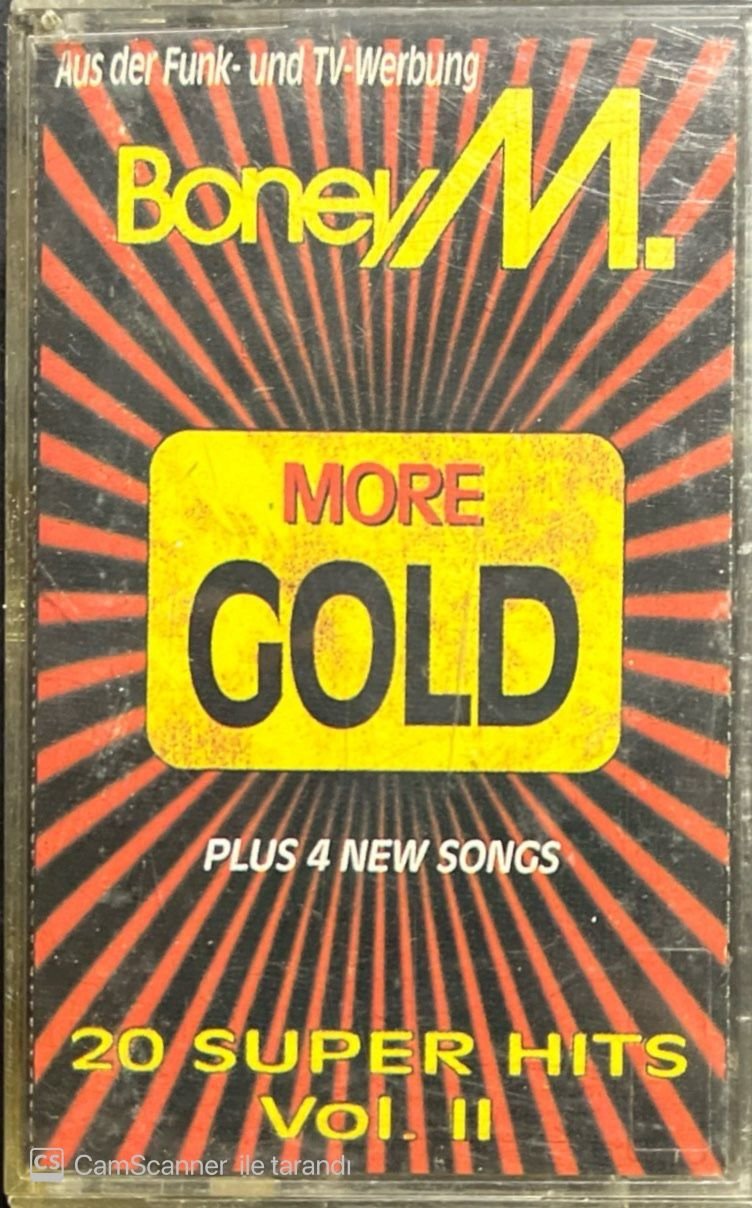 Aus der Funk- und TV-Werbung
Boney M.
MORE
GOLD
PLUS 4 NEW SONGS
20 SUPER HITS
Vol. II
CS CamScanner ile tarandı